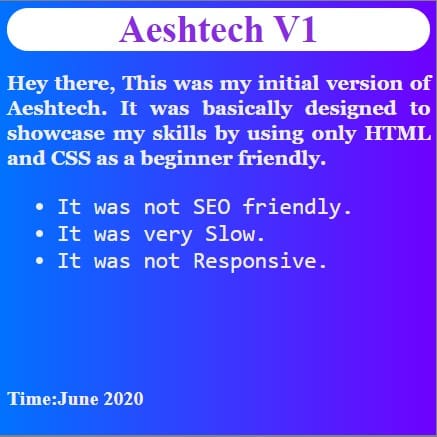 Aeshtech V1
Hey there, This was my initial version of
Aeshtech. It was basically designed to
showcase my skills by using only HTML
and CSS as a beginner friendly.
• It was not SEO friendly.
• It was very Slow.
• It was not Responsive.
Time:June 2020